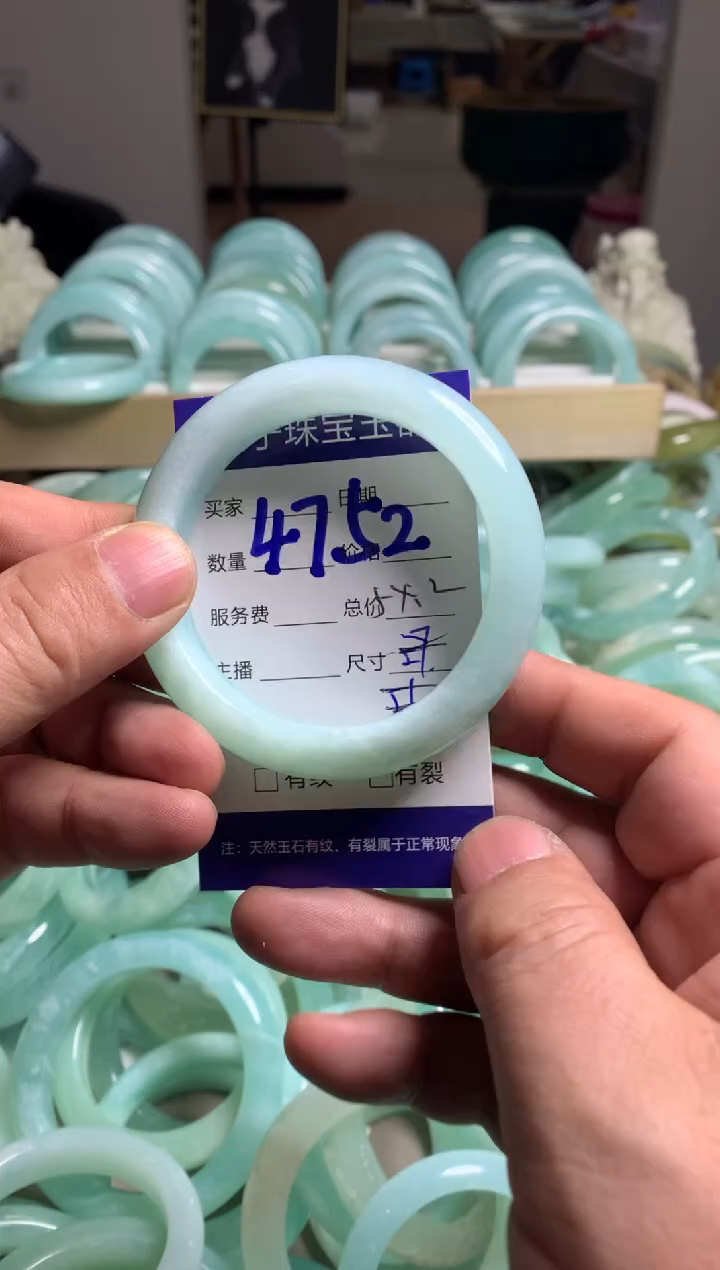 珠宝玉
买家 日期
4752
数量 价格
服务费 总价
主播 尺寸
有纹 有裂
注：天然玉石有纹、有裂属于正常现象